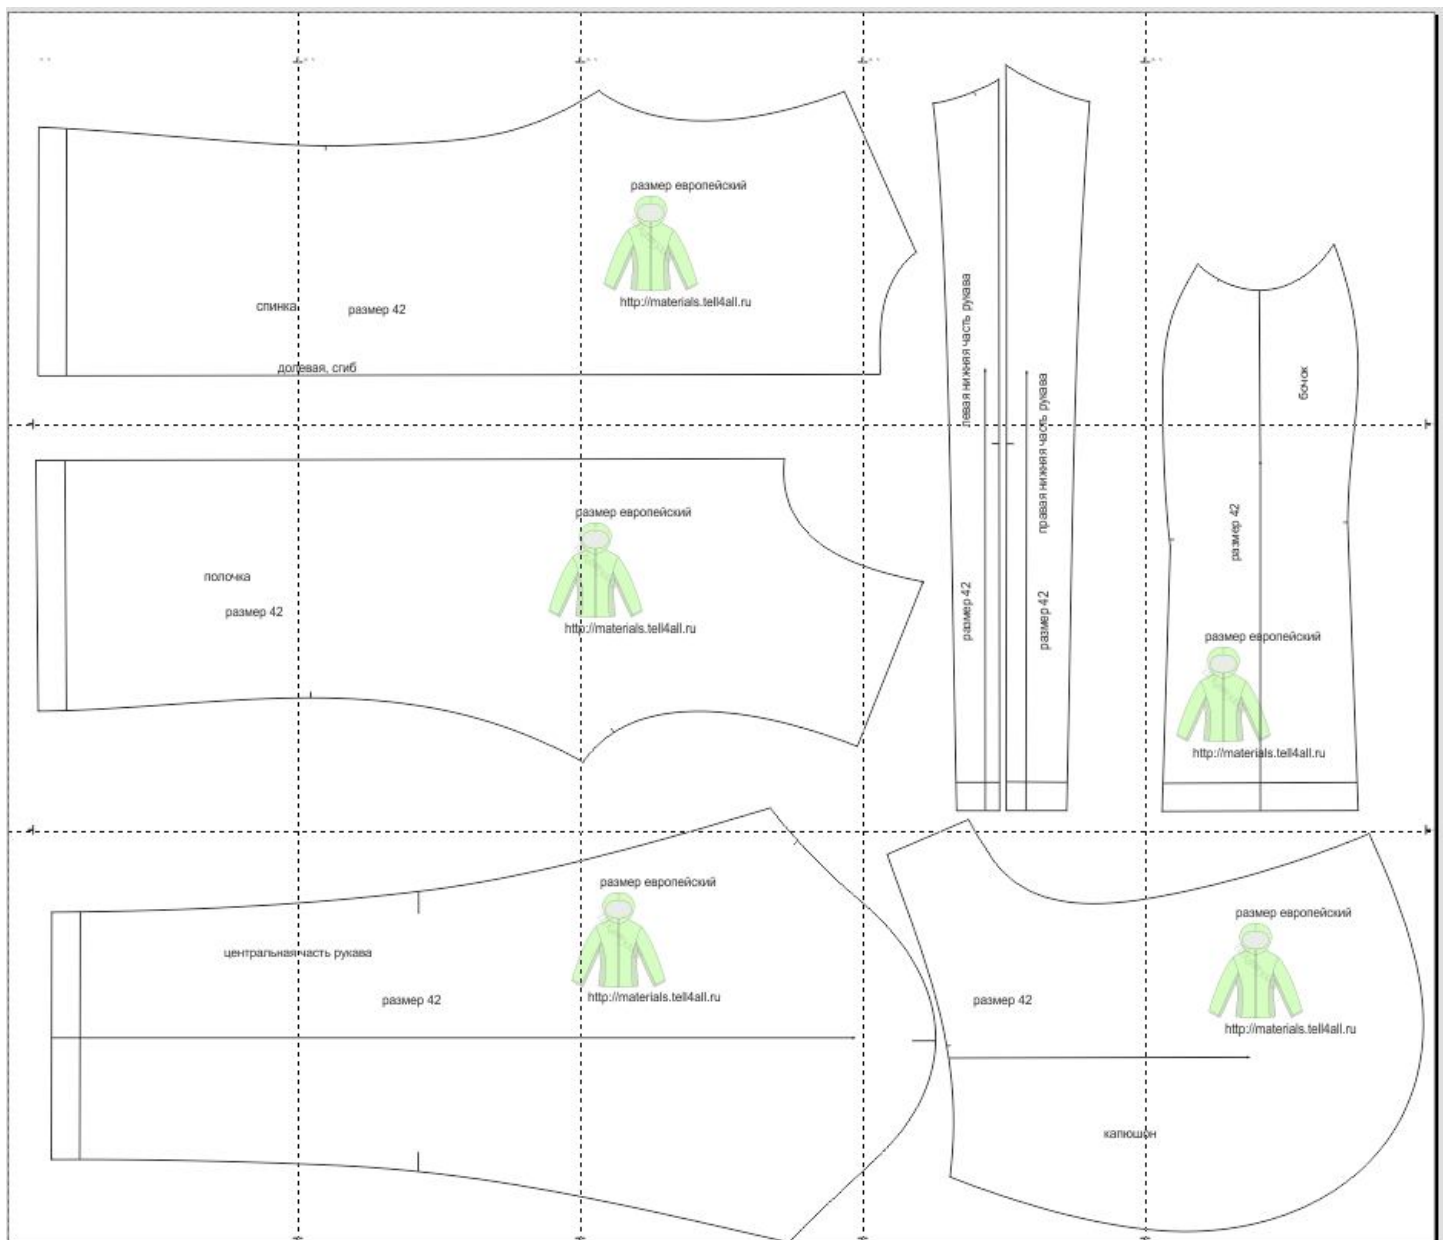 размер европейский
http://materials.tell4all.ru
спинка
размер 42
долевая, сгиб
размер европейский
http://materials.tell4all.ru
полочка
размер 42
левая нижняя часть рукава
размер 42
правая нижняя часть рукава
размер 42
бочок
размер 42
размер европейский
http://materials.tell4all.ru
размер европейский
http://materials.tell4all.ru
центральная часть рукава
размер 42
размер европейский
http://materials.tell4all.ru
размер 42
капюшон